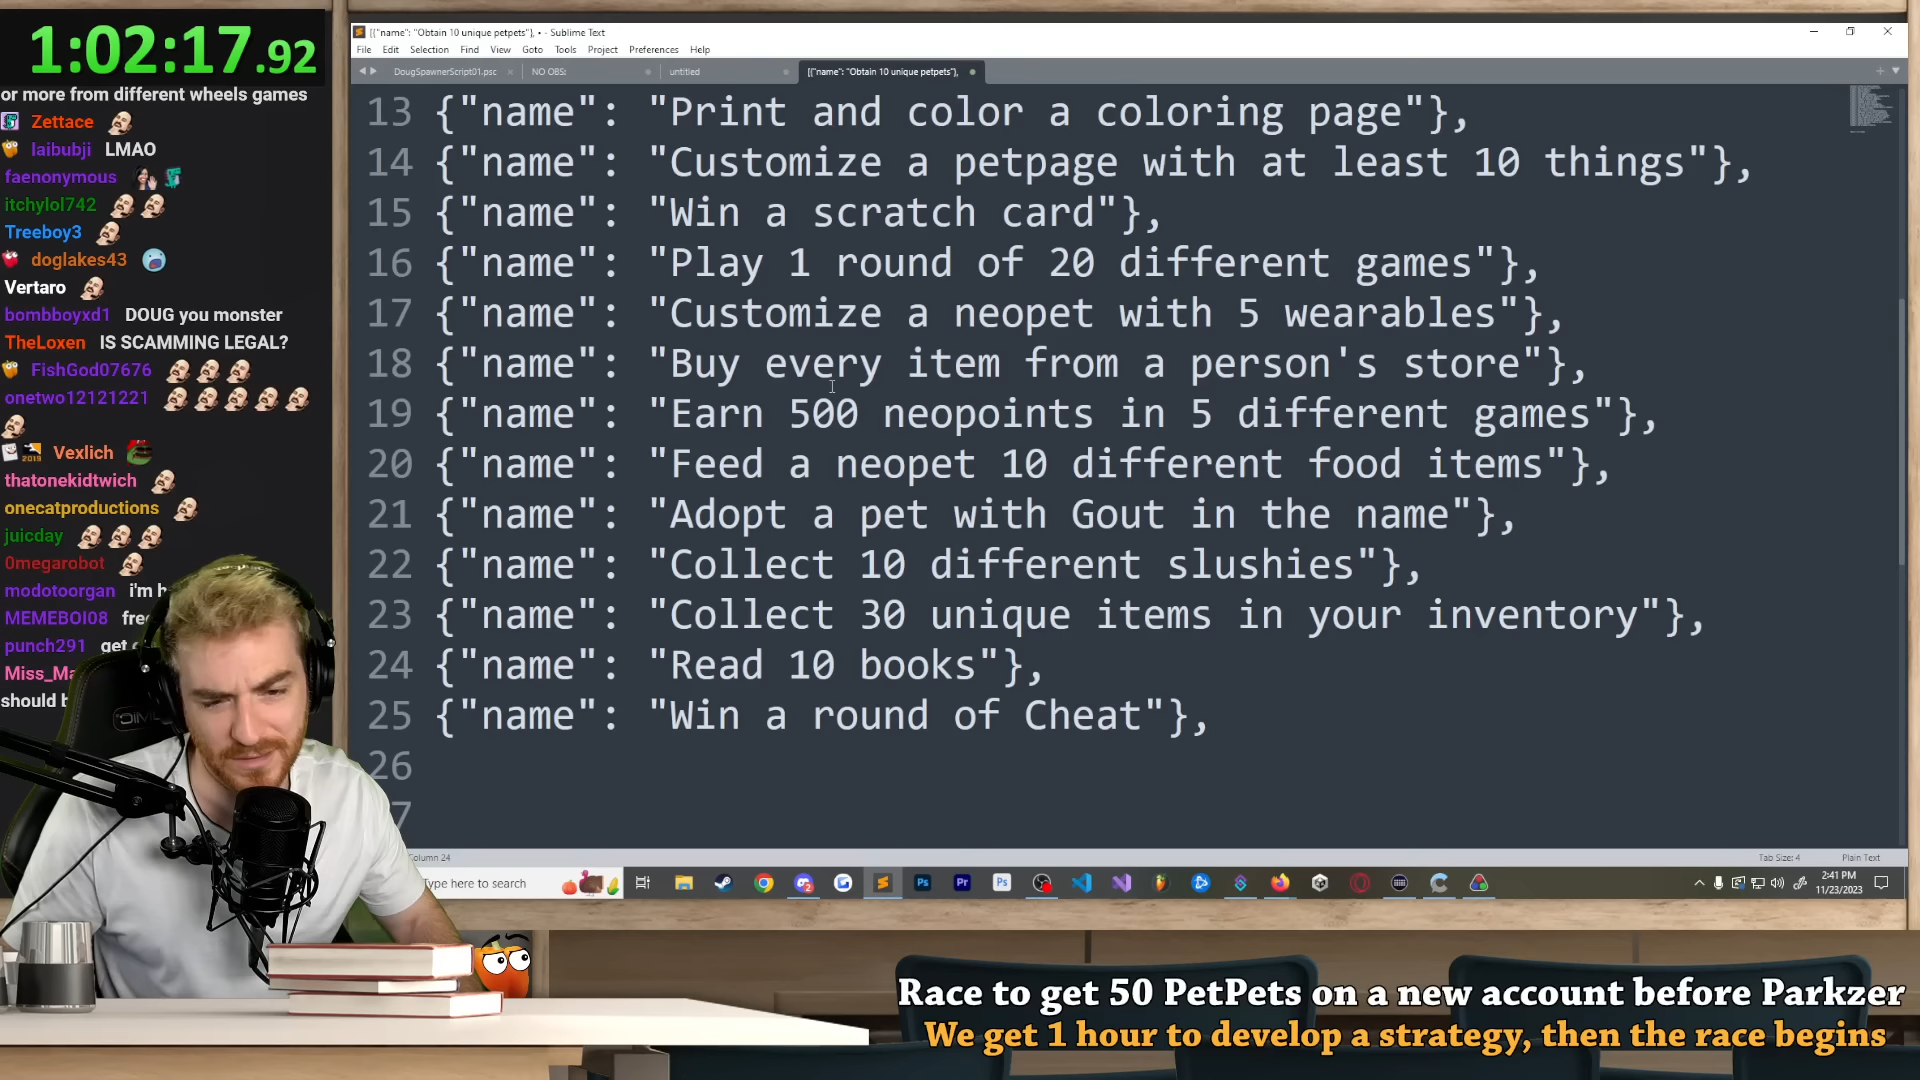 1:02:17.92
or more from different wheels games
Zettace
laibubji LMAO
faenonymous
itchylol742
Treeboy3
doglakes43
Vertaro
bombboyxd1 DOUG you monster
TheLoxen IS SCAMMING LEGAL?
FishGod07676
onetwo12121221
2019 Vexlich
thatonekidtwich
onecatproductions
juicday
0megarobot
modotoorgan i'm h
MEMEBOI08 fre
punch291 get
Miss_Ma
should b
[{"name": "Obtain 10 unique petpets"}, • - Sublime Text
File Edit Selection Find View Goto Tools Project Preferences Help
DougSpawnerScript01.psc × NO OBS: untitled [{"name": "Obtain 10 unique petpets"},
13 {"name": "Print and color a coloring page"},
14 {"name": "Customize a petpage with at least 10 things"},
15 {"name": "Win a scratch card"},
16 {"name": "Play 1 round of 20 different games"},
17 {"name": "Customize a neopet with 5 wearables"},
18 {"name": "Buy every item from a person's store"},
19 {"name": "Earn 500 neopoints in 5 different games"},
20 {"name": "Feed a neopet 10 different food items"},
21 {"name": "Adopt a pet with Gout in the name"},
22 {"name": "Collect 10 different slushies"},
23 {"name": "Collect 30 unique items in your inventory"},
24 {"name": "Read 10 books"},
25 {"name": "Win a round of Cheat"},
26
7
Column 24 Tab Size: 4 Plain Text
Type here to search Ps Pr Ps 2:41 PM
11/23/2023
Race to get 50 PetPets on a new account before Parkzer
We get 1 hour to develop a strategy, then the race begins